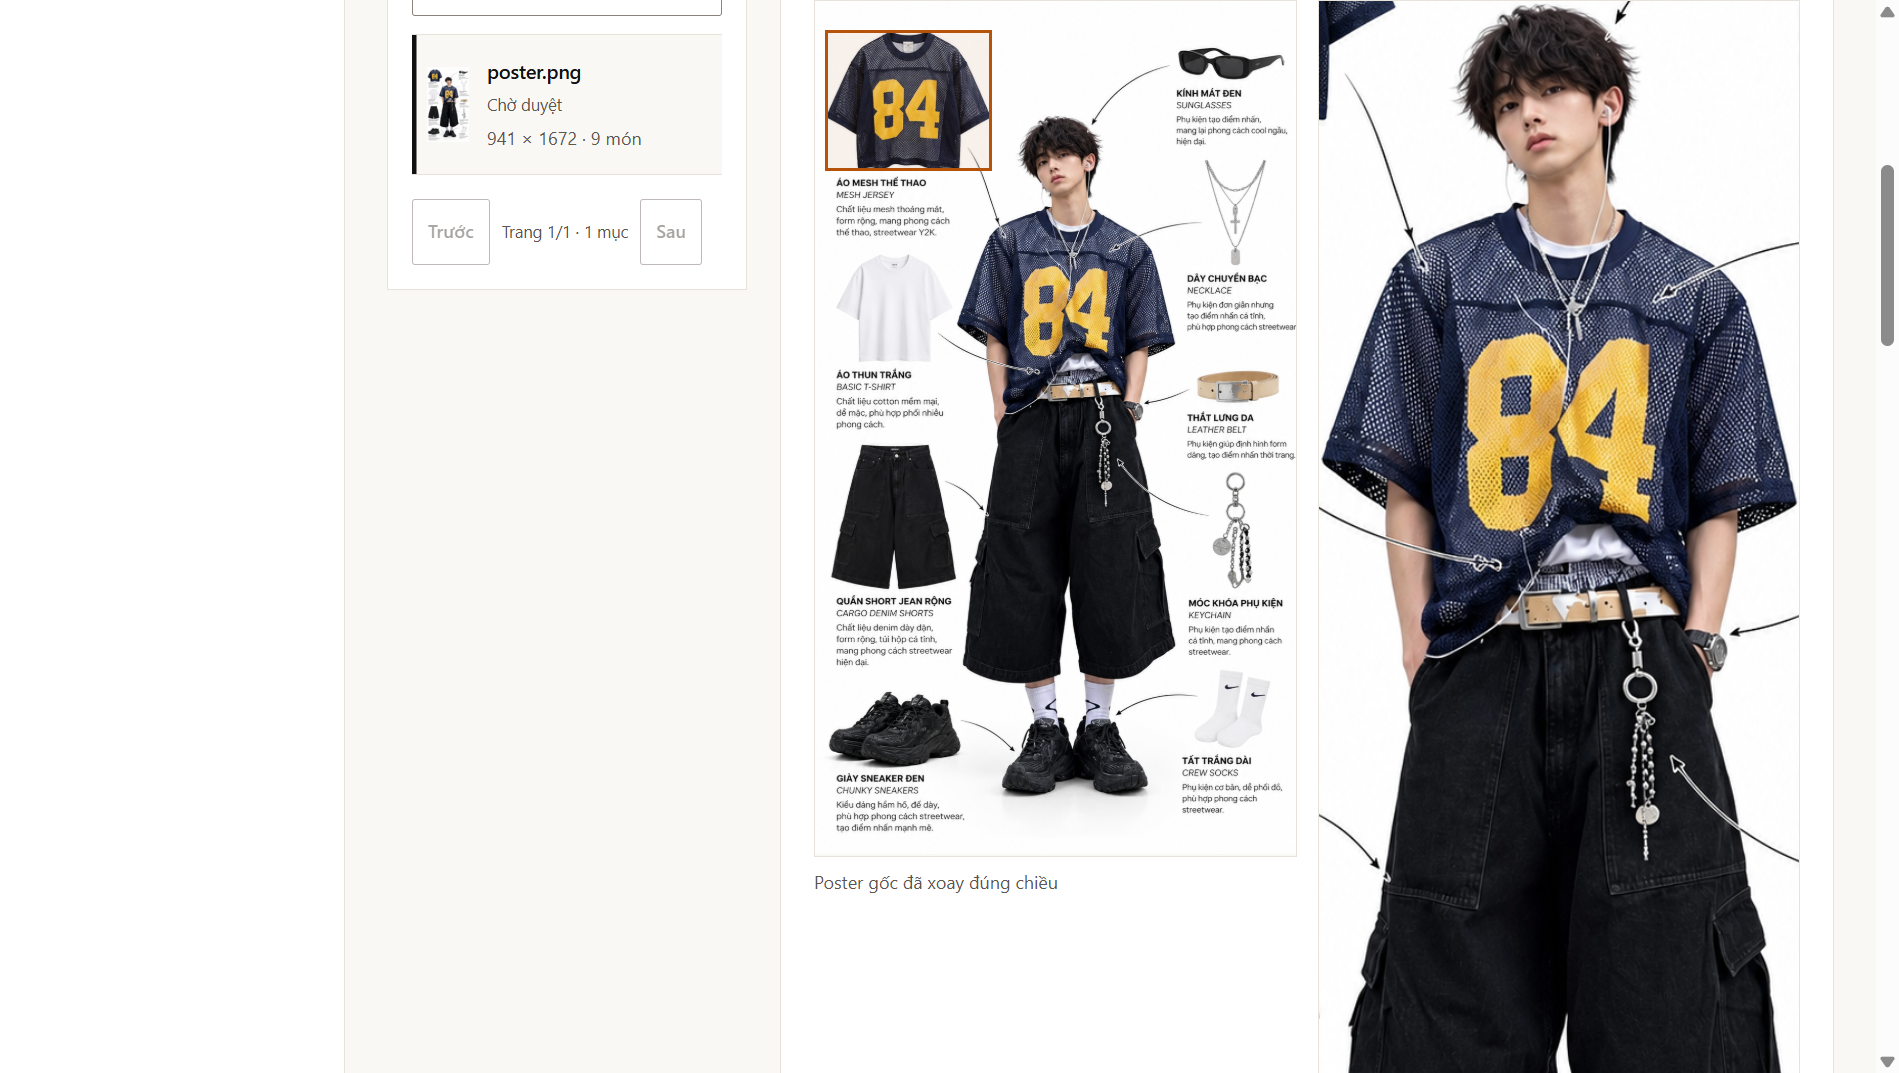 poster.png
Chờ duyệt
941 × 1672 · 9 món
Trước
Trang 1/1 · 1 mục
Sau
84
ÁO MESH THỂ THAO
MESH JERSEY
Chất liệu mesh thoáng mát,
form rộng, mang phong cách
thể thao, streetwear Y2K.
ÁO THUN TRẮNG
BASIC T-SHIRT
Chất liệu cotton mềm mại,
dễ mặc, phù hợp phối nhiều
phong cách.
QUẦN SHORT JEAN RỘNG
CARGO DENIM SHORTS
Chất liệu denim dày dặn,
form rộng, túi hộp cá tính,
mang phong cách streetwear
hiện đại.
GIÀY SNEAKER ĐEN
CHUNKY SNEAKERS
Kiểu dáng hầm hố, đế dày,
phù hợp phong cách streetwear,
tạo điểm nhấn mạnh mẽ.
84
KÍNH MÁT ĐEN
SUNGLASSES
Phụ kiện tạo điểm nhấn,
mang lại phong cách cool ngầu,
hiện đại.
DÂY CHUYỀN BẠC
NECKLACE
Phụ kiện đơn giản nhưng
tạo điểm nhấn cá tính,
phù hợp phong cách streetwear
THẮT LƯNG DA
LEATHER BELT
Phụ kiện giúp định hình form
dáng, tạo điểm nhấn thời trang.
MÓC KHÓA PHỤ KIỆN
KEYCHAIN
Phụ kiện tạo điểm nhấn
cá tính, mang phong cách
streetwear.
TẤT TRẮNG DÀI
CREW SOCKS
Phụ kiện cơ bản, dễ phối đồ,
phù hợp phong cách
streetwear.
Poster gốc đã xoay đúng chiều
84